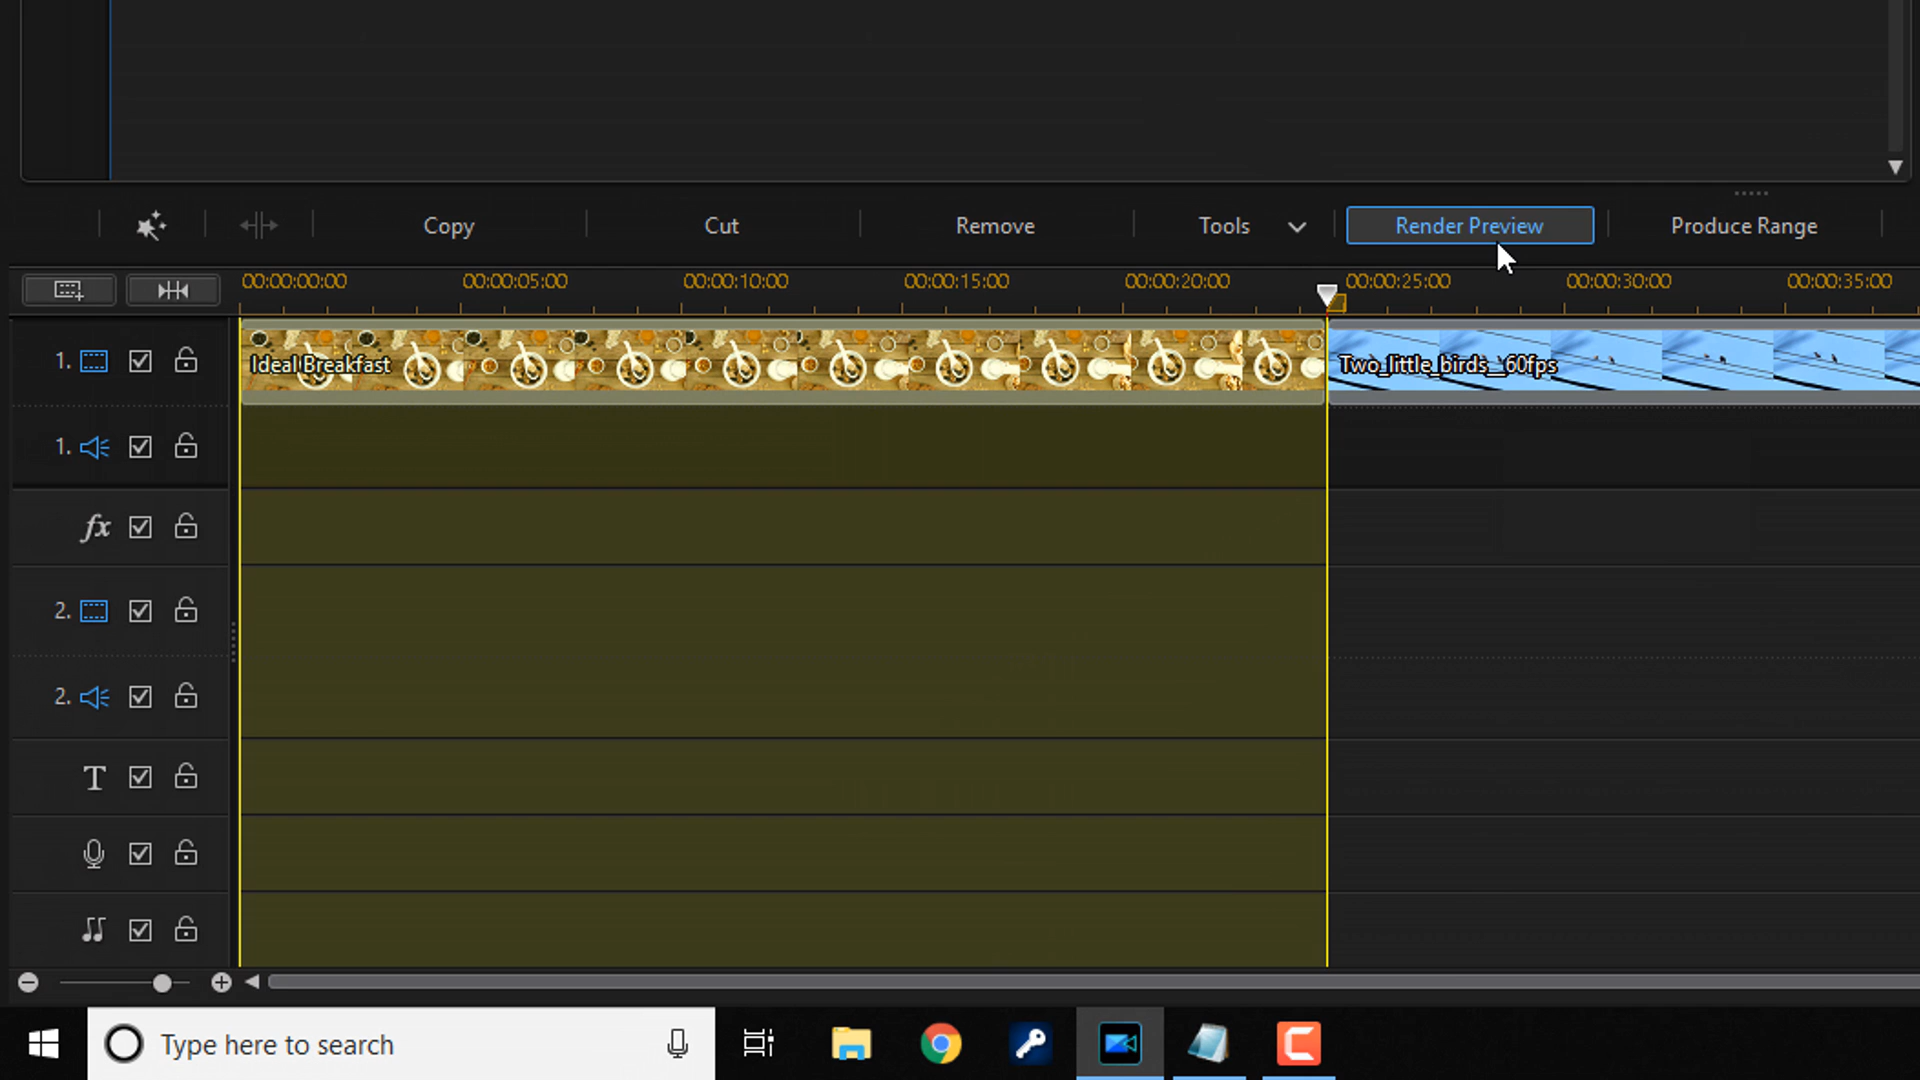 Copy Cut Remove Tools Render Preview Produce Range
00:00:00:00 00:00:05:00 00:00:10:00 00:00:15:00 00:00:20:00 00:00:25:00 00:00:30:00 00:00:35:00
1. Ideal Breakfast Two_little_birds__60fps
1.
fx
2.
2.
T
Type here to search